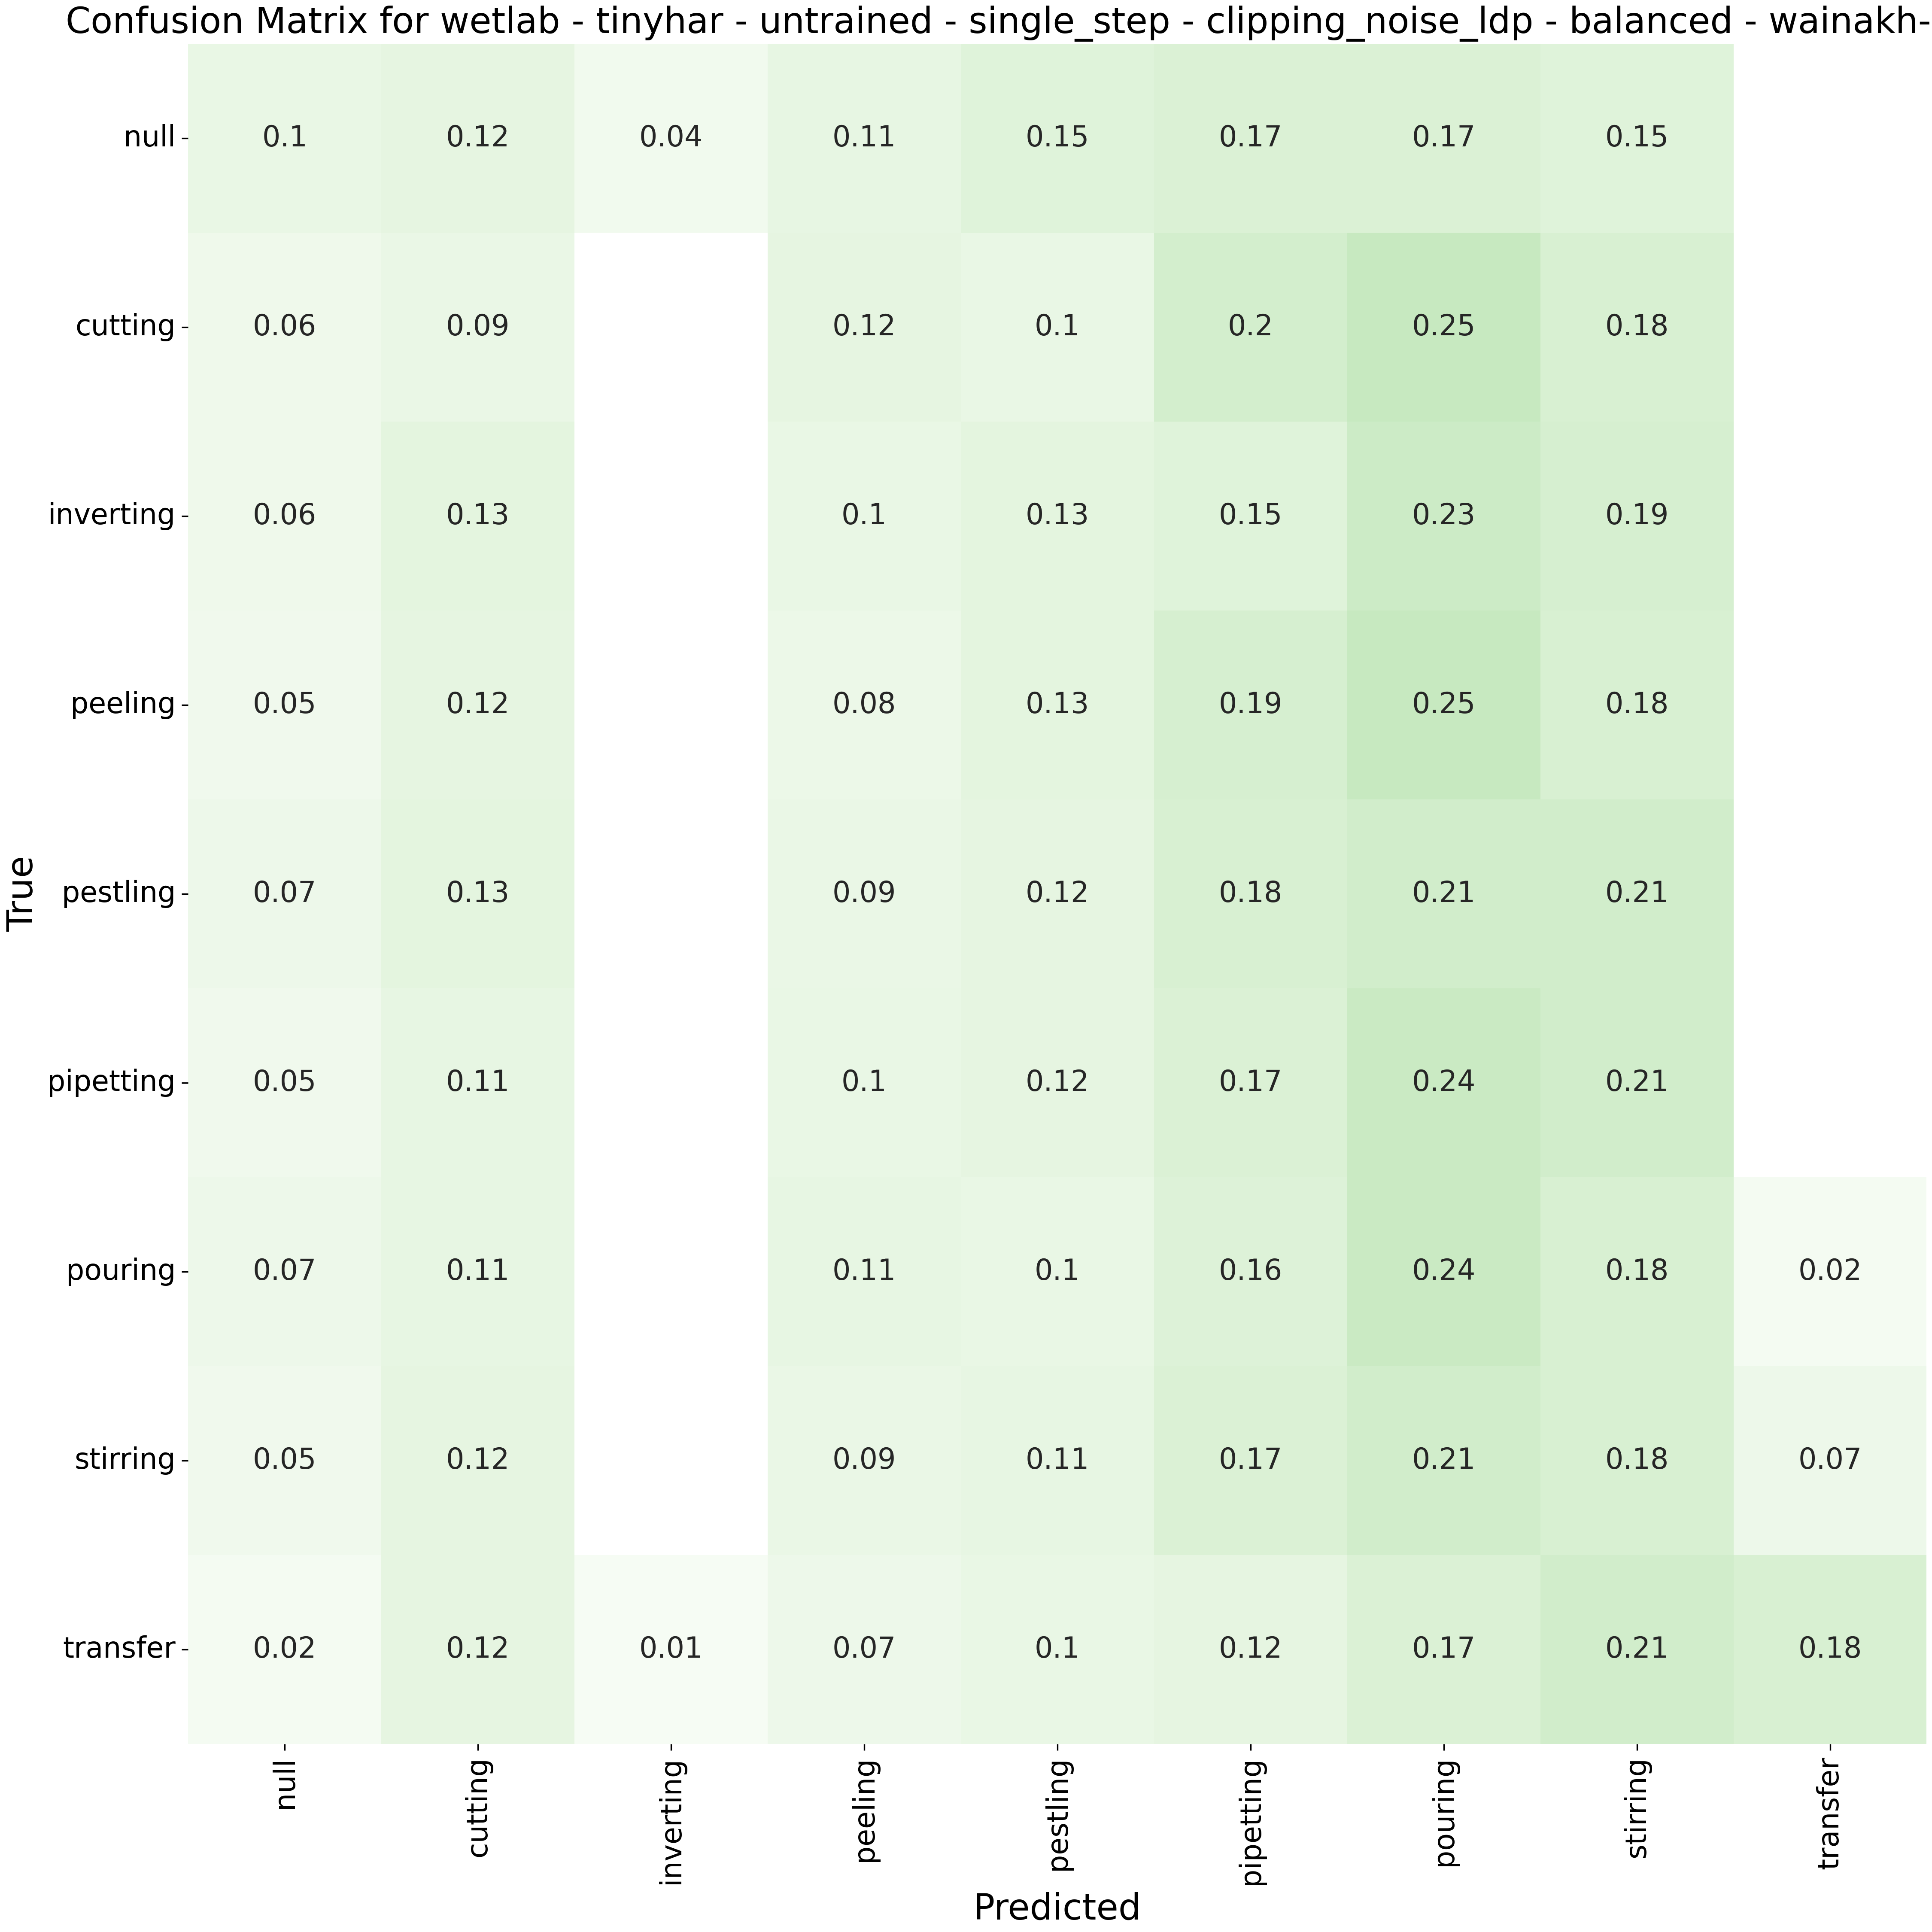 Confusion Matrix for wetlab - tinyhar - untrained - single_step - clipping_noise_ldp - balanced - wainakh-
null 0.1 0.12 0.04 0.11 0.15 0.17 0.17 0.15
cutting 0.06 0.09 0.12 0.1 0.2 0.25 0.18
inverting 0.06 0.13 0.1 0.13 0.15 0.23 0.19
peeling 0.05 0.12 0.08 0.13 0.19 0.25 0.18
pestling 0.07 0.13 0.09 0.12 0.18 0.21 0.21
pipetting 0.05 0.11 0.1 0.12 0.17 0.24 0.21
pouring 0.07 0.11 0.11 0.1 0.16 0.24 0.18 0.02
stirring 0.05 0.12 0.09 0.11 0.17 0.21 0.18 0.07
transfer 0.02 0.12 0.01 0.07 0.1 0.12 0.17 0.21 0.18
True
null cutting inverting peeling pestling pipetting pouring stirring transfer
Predicted